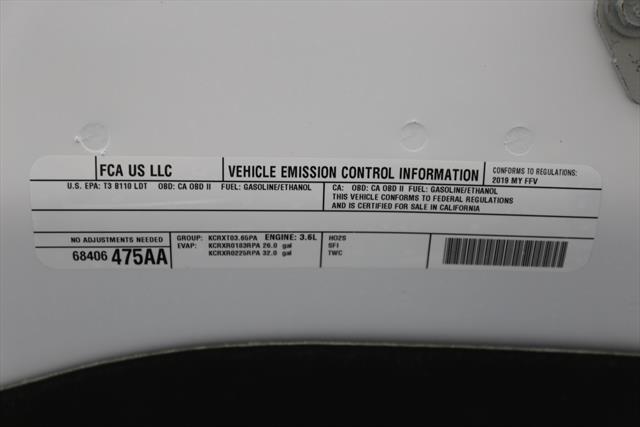 FCA US LLC
VEHICLE EMISSION CONTROL INFORMATION
CONFORMS TO REGULATIONS:
2019 MY FFV
U.S. EPA: T3 B110 LDT OBD: CA OBD II FUEL: GASOLINE/ETHANOL
CA: OBD: CA OBD II FUEL: GASOLINE/ETHANOL
THIS VEHICLE CONFORMS TO FEDERAL REGULATIONS
AND IS CERTIFIED FOR SALE IN CALIFORNIA
NO ADJUSTMENTS NEEDED
68406 475AA
GROUP: KCRXT03.65PA ENGINE: 3.6L
EVAP: KCRXR0183RPA 26.0 gal
KCRXR0225RPA 32.0 gal
HO2S
SFI
TWC